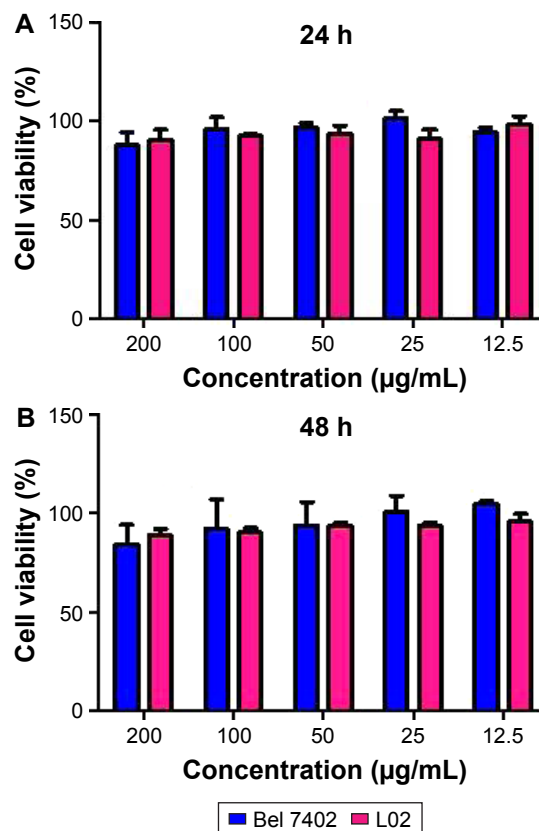 A
24 h
Cell viability (%)
150
100
50
0
200 100 50 25 12.5
Concentration (µg/mL)
B
48 h
Cell viability (%)
150
100
50
0
200 100 50 25 12.5
Concentration (µg/mL)
Bel 7402 L02